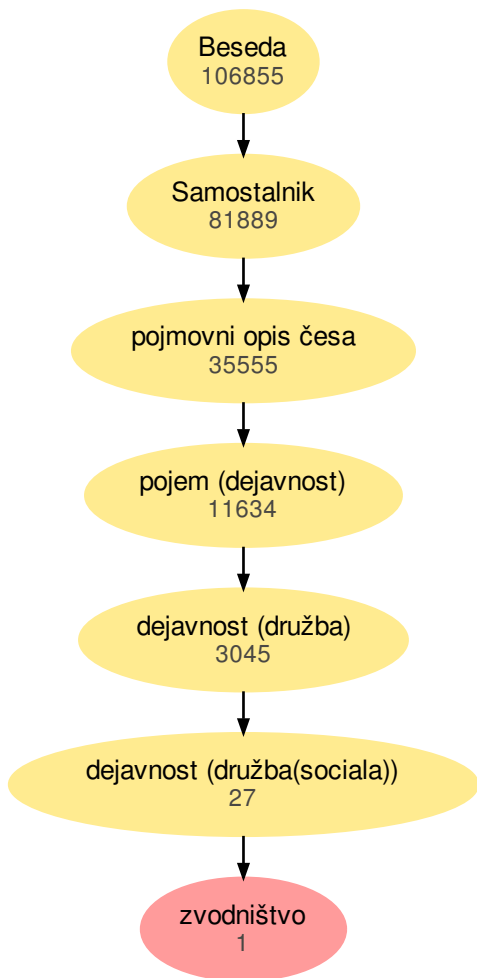 Beseda
106855
Samostalnik
81889
pojmovni opis česa
35555
pojem (dejavnost)
11634
dejavnost (družba)
3045
dejavnost (družba(sociala))
27
zvodništvo
1